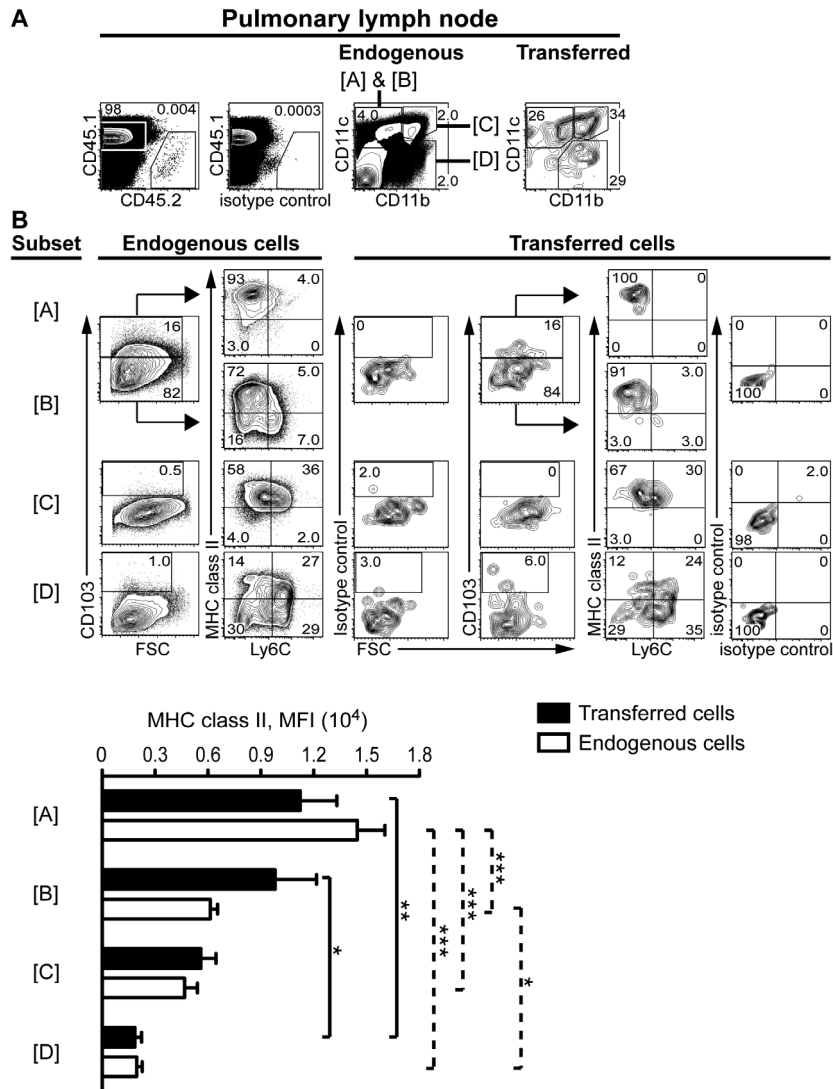 A
Pulmonary lymph node
Endogenous Transferred
[A] & [B]
98 0.004
CD45.1
CD45.2
0.0003
CD45.1
isotype control
4.0 2.0
2.0
CD11c
CD11b
[C]
[D]
26 34
29
CD11c
CD11b
B
Subset Endogenous cells Transferred cells
[A]
[B]
[C]
[D]
16
82
93 4.0
3.0 0
72 5.0
16 7.0
0
16
84
100 0
0 0
91 3.0
3.0 3.0
0 0
100 0
0.5
58 36
4.0 2.0
2.0
0
67 30
3.0 0
0 2.0
98 0
1.0
14 27
30 29
3.0
6.0
12 24
29 35
0 0
100 0
CD103
MHC class II
Isotype control
CD103
MHC class II
isotype control
FSC
Ly6C
FSC
Ly6C
isotype control
MHC class II, MFI (10⁴)
0 0.3 0.6 0.9 1.2 1.5 1.8
Transferred cells
Endogenous cells
[A]
[B]
[C]
[D]
*
**
***
***
***
*